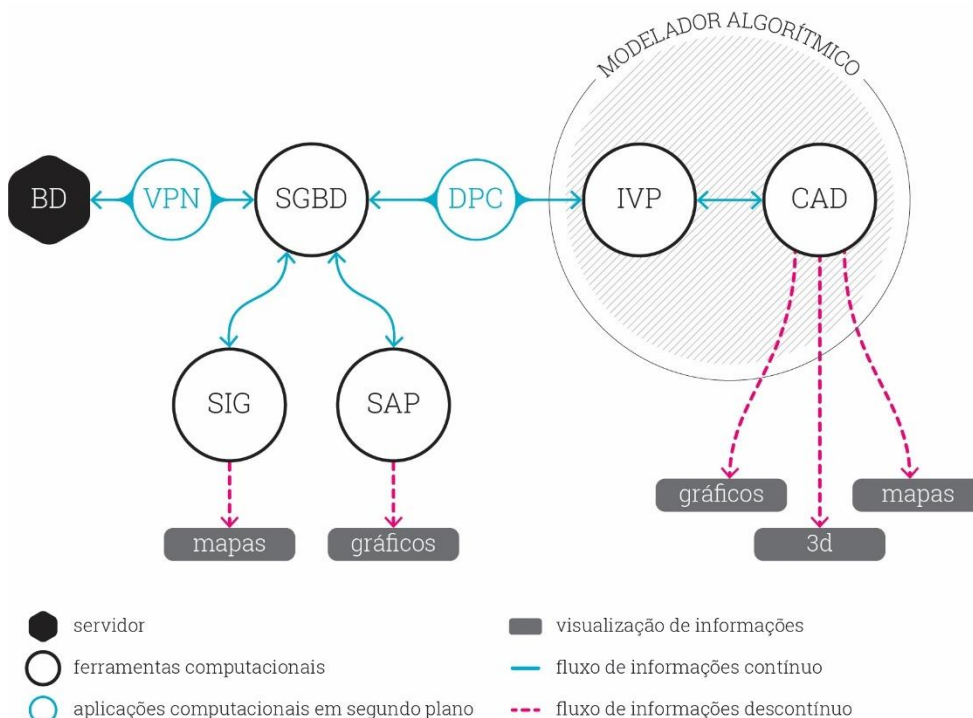 MODELADOR ALGORÍTMICO
BD
VPN
SGBD
DPC
IVP
CAD
SIG
SAP
mapas
gráficos
gráficos
3d
mapas
servidor
ferramentas computacionais
aplicações computacionais em segundo plano
visualização de informações
fluxo de informações contínuo
fluxo de informações descontínuo